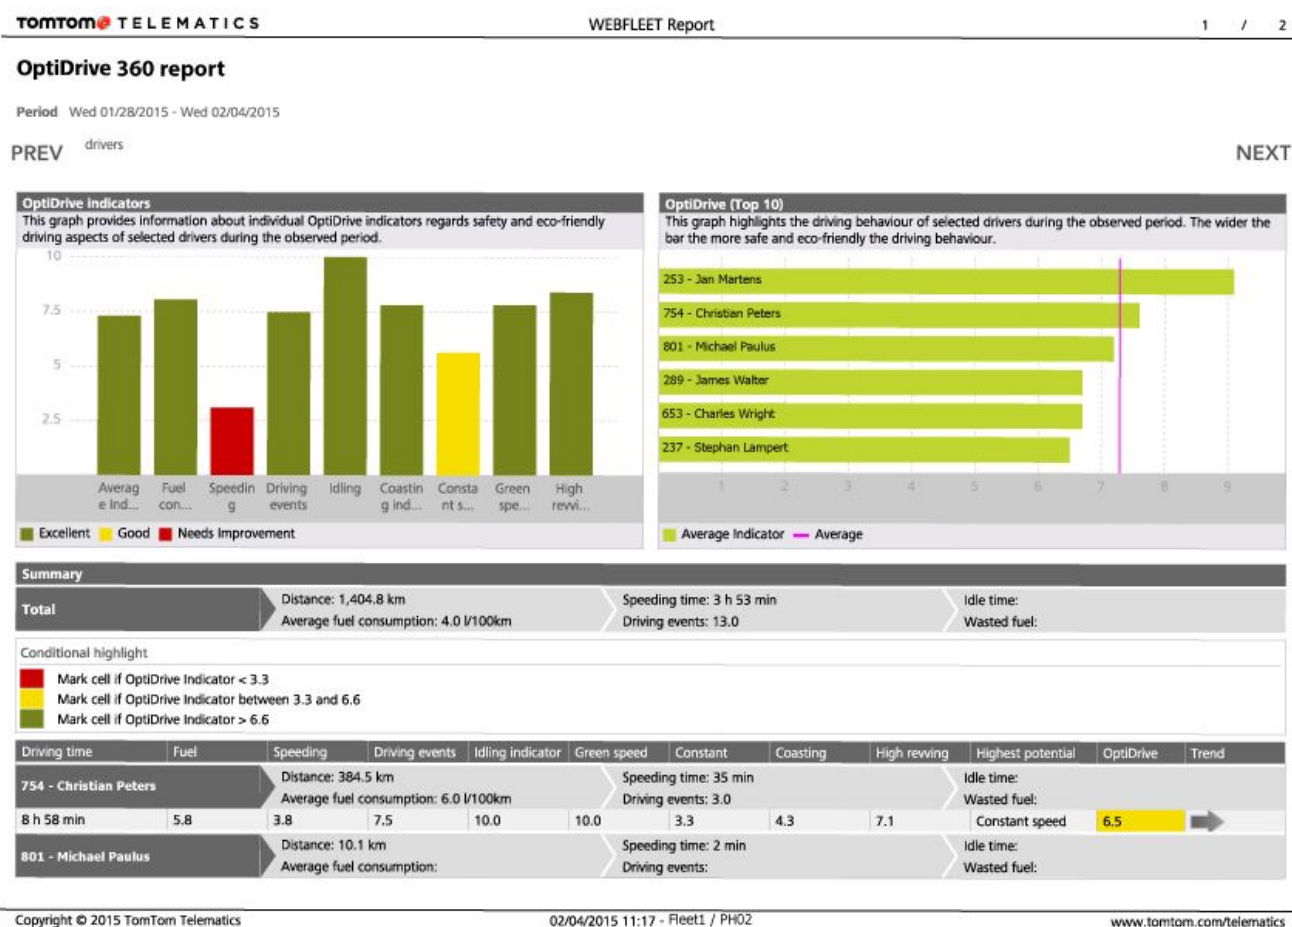 TOMTOM TELEMATICS
WEBFLEET Report
1 / 2
OptiDrive 360 report
Period Wed 01/28/2015 - Wed 02/04/2015
PREV
drivers
NEXT
OptiDrive indicators
This graph provides information about individual OptiDrive indicators regards safety and eco-friendly
driving aspects of selected drivers during the observed period.
10
7.5
5
2.5
Averag Fuel Speedin Driving Idling Coastin Consta Green High
e Ind... con... g events g ind... nt s... spe... revvi...
Excellent Good Needs Improvement
OptiDrive (Top 10)
This graph highlights the driving behaviour of selected drivers during the observed period. The wider the
bar the more safe and eco-friendly the driving behaviour.
253 - Jan Martens
754 - Christian Peters
801 - Michael Paulus
289 - James Walter
653 - Charles Wright
237 - Stephan Lampert
1 2 3 4 5 6 7 8 9
Average Indicator Average
Summary
Total
Distance: 1,404.8 km Speeding time: 3 h 53 min Idle time:
Average fuel consumption: 4.0 l/100km Driving events: 13.0 Wasted fuel:
Conditional highlight
Mark cell if OptiDrive Indicator < 3.3
Mark cell if OptiDrive Indicator between 3.3 and 6.6
Mark cell if OptiDrive Indicator > 6.6
Driving time Fuel Speeding Driving events Idling indicator Green speed Constant Coasting High revving Highest potential OptiDrive Trend
754 - Christian Peters
Distance: 384.5 km Speeding time: 35 min Idle time:
Average fuel consumption: 6.0 l/100km Driving events: 3.0 Wasted fuel:
8 h 58 min 5.8 3.8 7.5 10.0 10.0 3.3 4.3 7.1 Constant speed 6.5
801 - Michael Paulus
Distance: 10.1 km Speeding time: 2 min Idle time:
Average fuel consumption: Driving events: Wasted fuel:
Copyright © 2015 TomTom Telematics
02/04/2015 11:17 - Fleet1 / PH02
www.tomtom.com/telematics